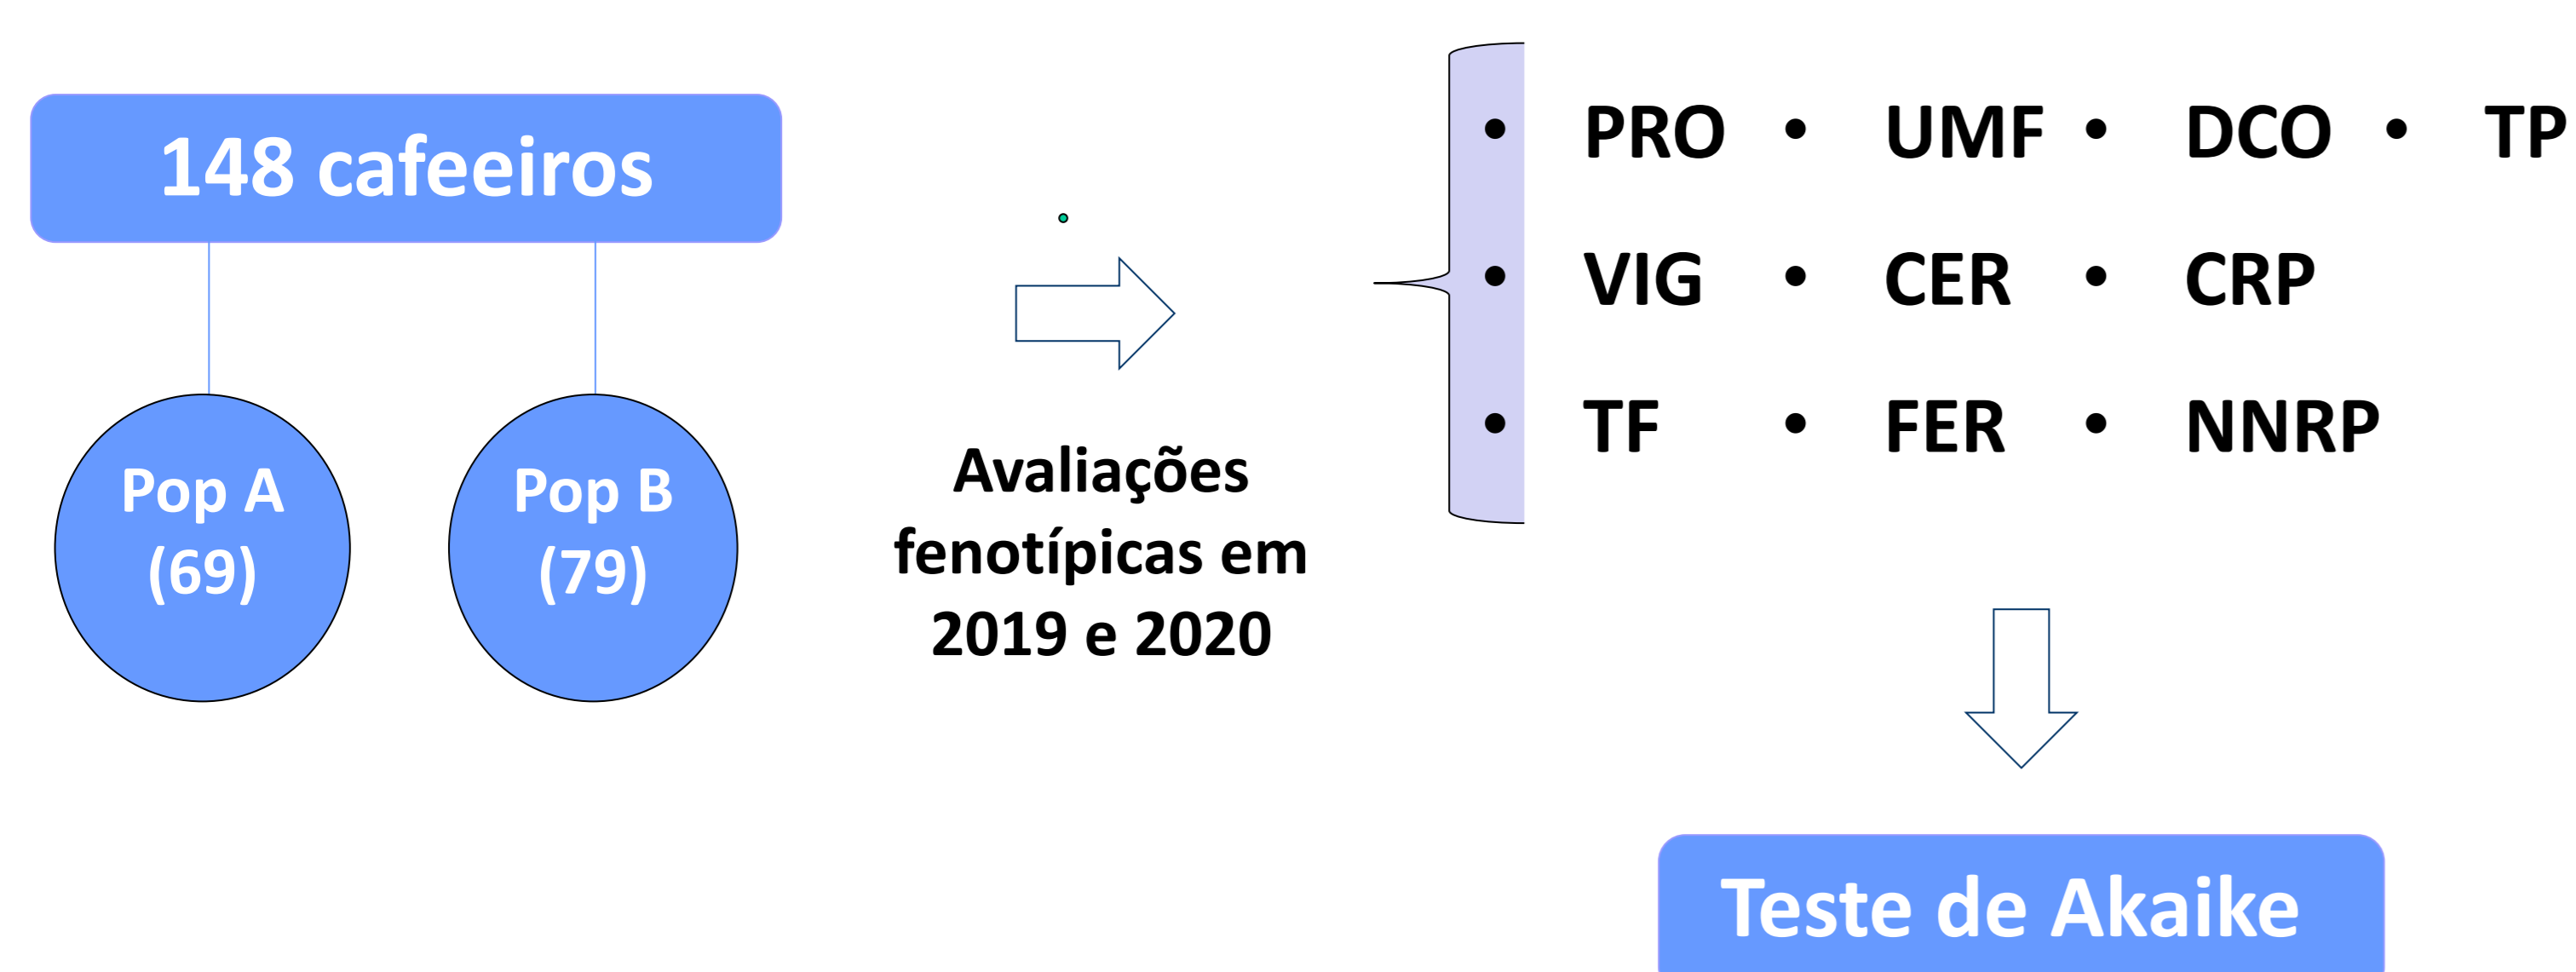 148 cafeeiros
Pop A
(69)
Pop B
(79)
Avaliações
fenotípicas em
2019 e 2020
• PRO • UMF • DCO • TP
• VIG • CER • CRP
• TF • FER • NNRP
Teste de Akaike